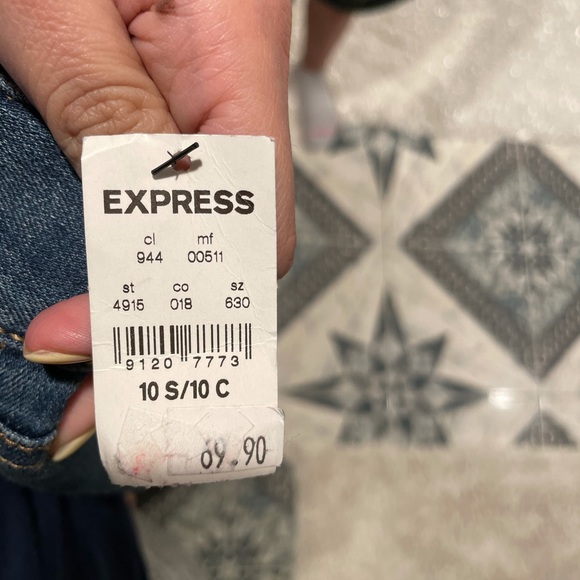 EXPRESS
cl mf
944 00511
st co sz
4915 018 630
9120 7773
10 S/10 C
69.90